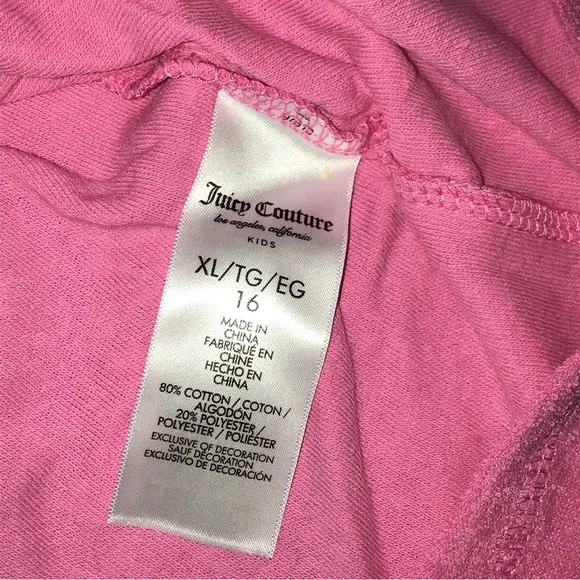 Juicy Couture
los angeles, california
KIDS
XL/TG/EG
16
MADE IN
CHINA
FABRIQUÉ EN
CHINE
HECHO EN
CHINA
80% COTTON / COTON /
ALGODÓN
20% POLYESTER /
POLYESTER / POLIÉSTER
EXCLUSIVE OF DECORATION
SAUF DÉCORATION
EXCLUSIVO DE DECORACIÓN